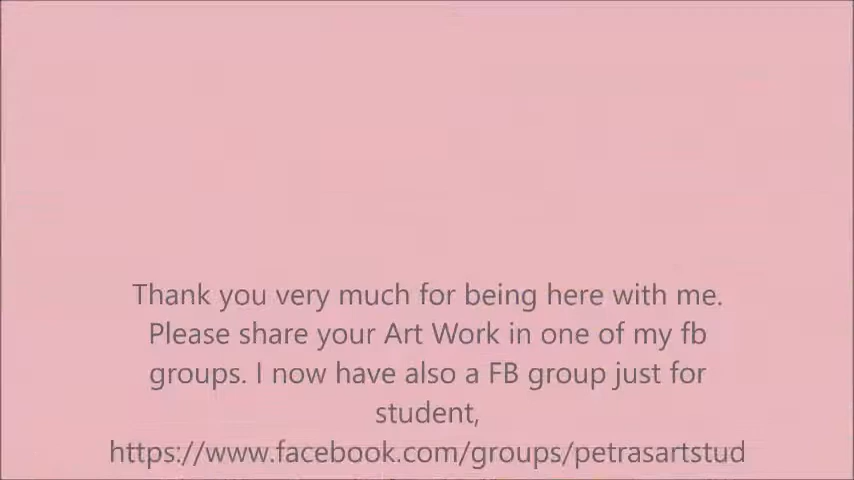 Thank you very much for being here with me.
Please share your Art Work in one of my fb
groups. I now have also a FB group just for
student,
https://www.facebook.com/groups/petrasartstud